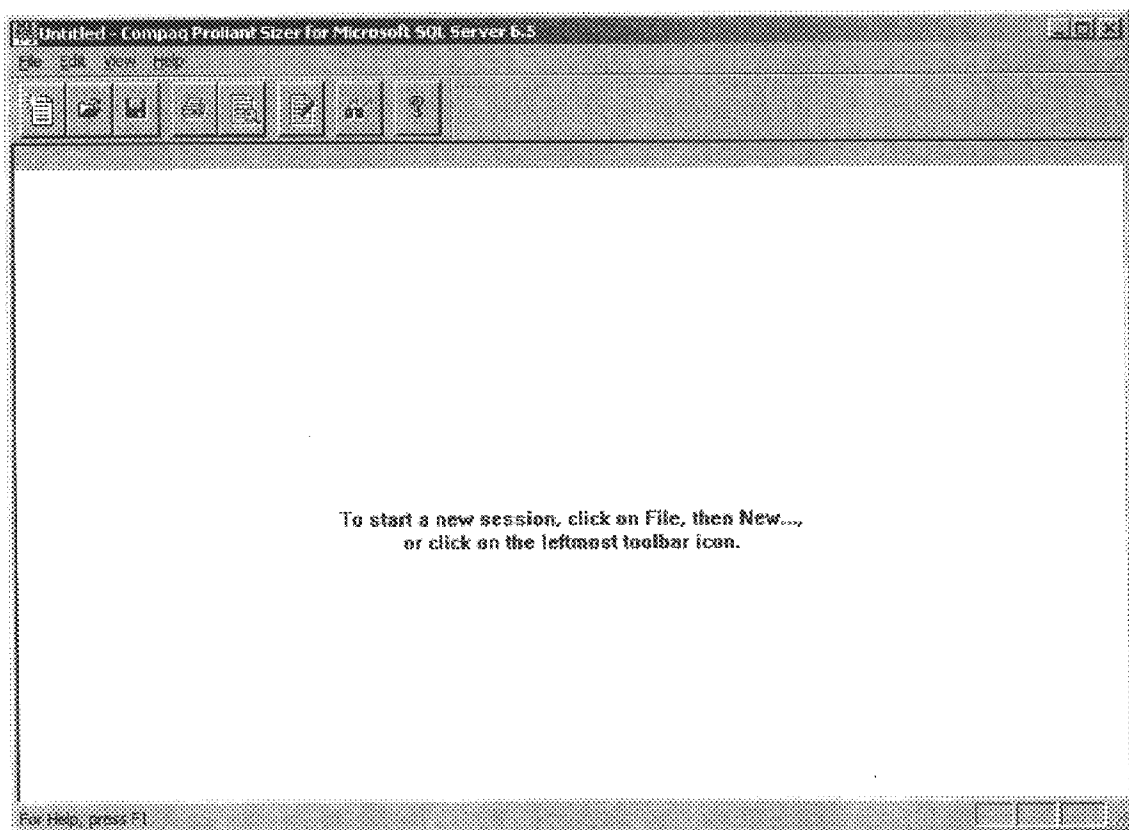 Untitled - Compaq Proliant Sizer for Microsoft SQL Server 6.5
File Edit View Help
To start a new session, click on File, then New...,
or click on the leftmost toolbar icon.
For Help, press F1